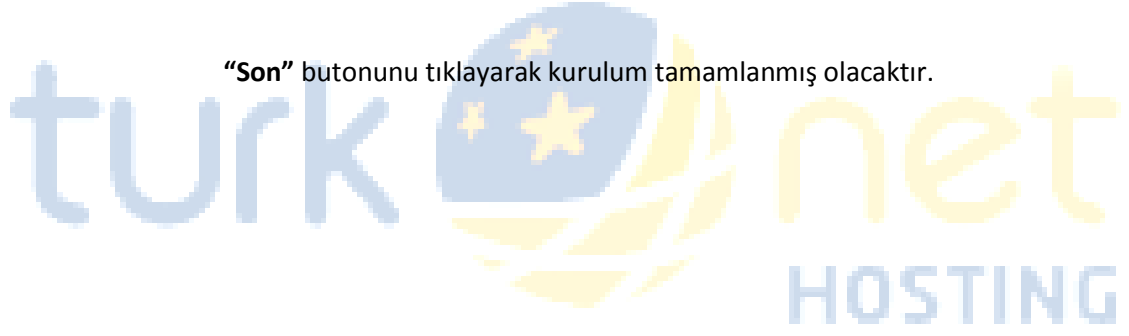 “Son” butonunu tıklayarak kurulum tamamlanmış olacaktır.
turk net
HOSTING